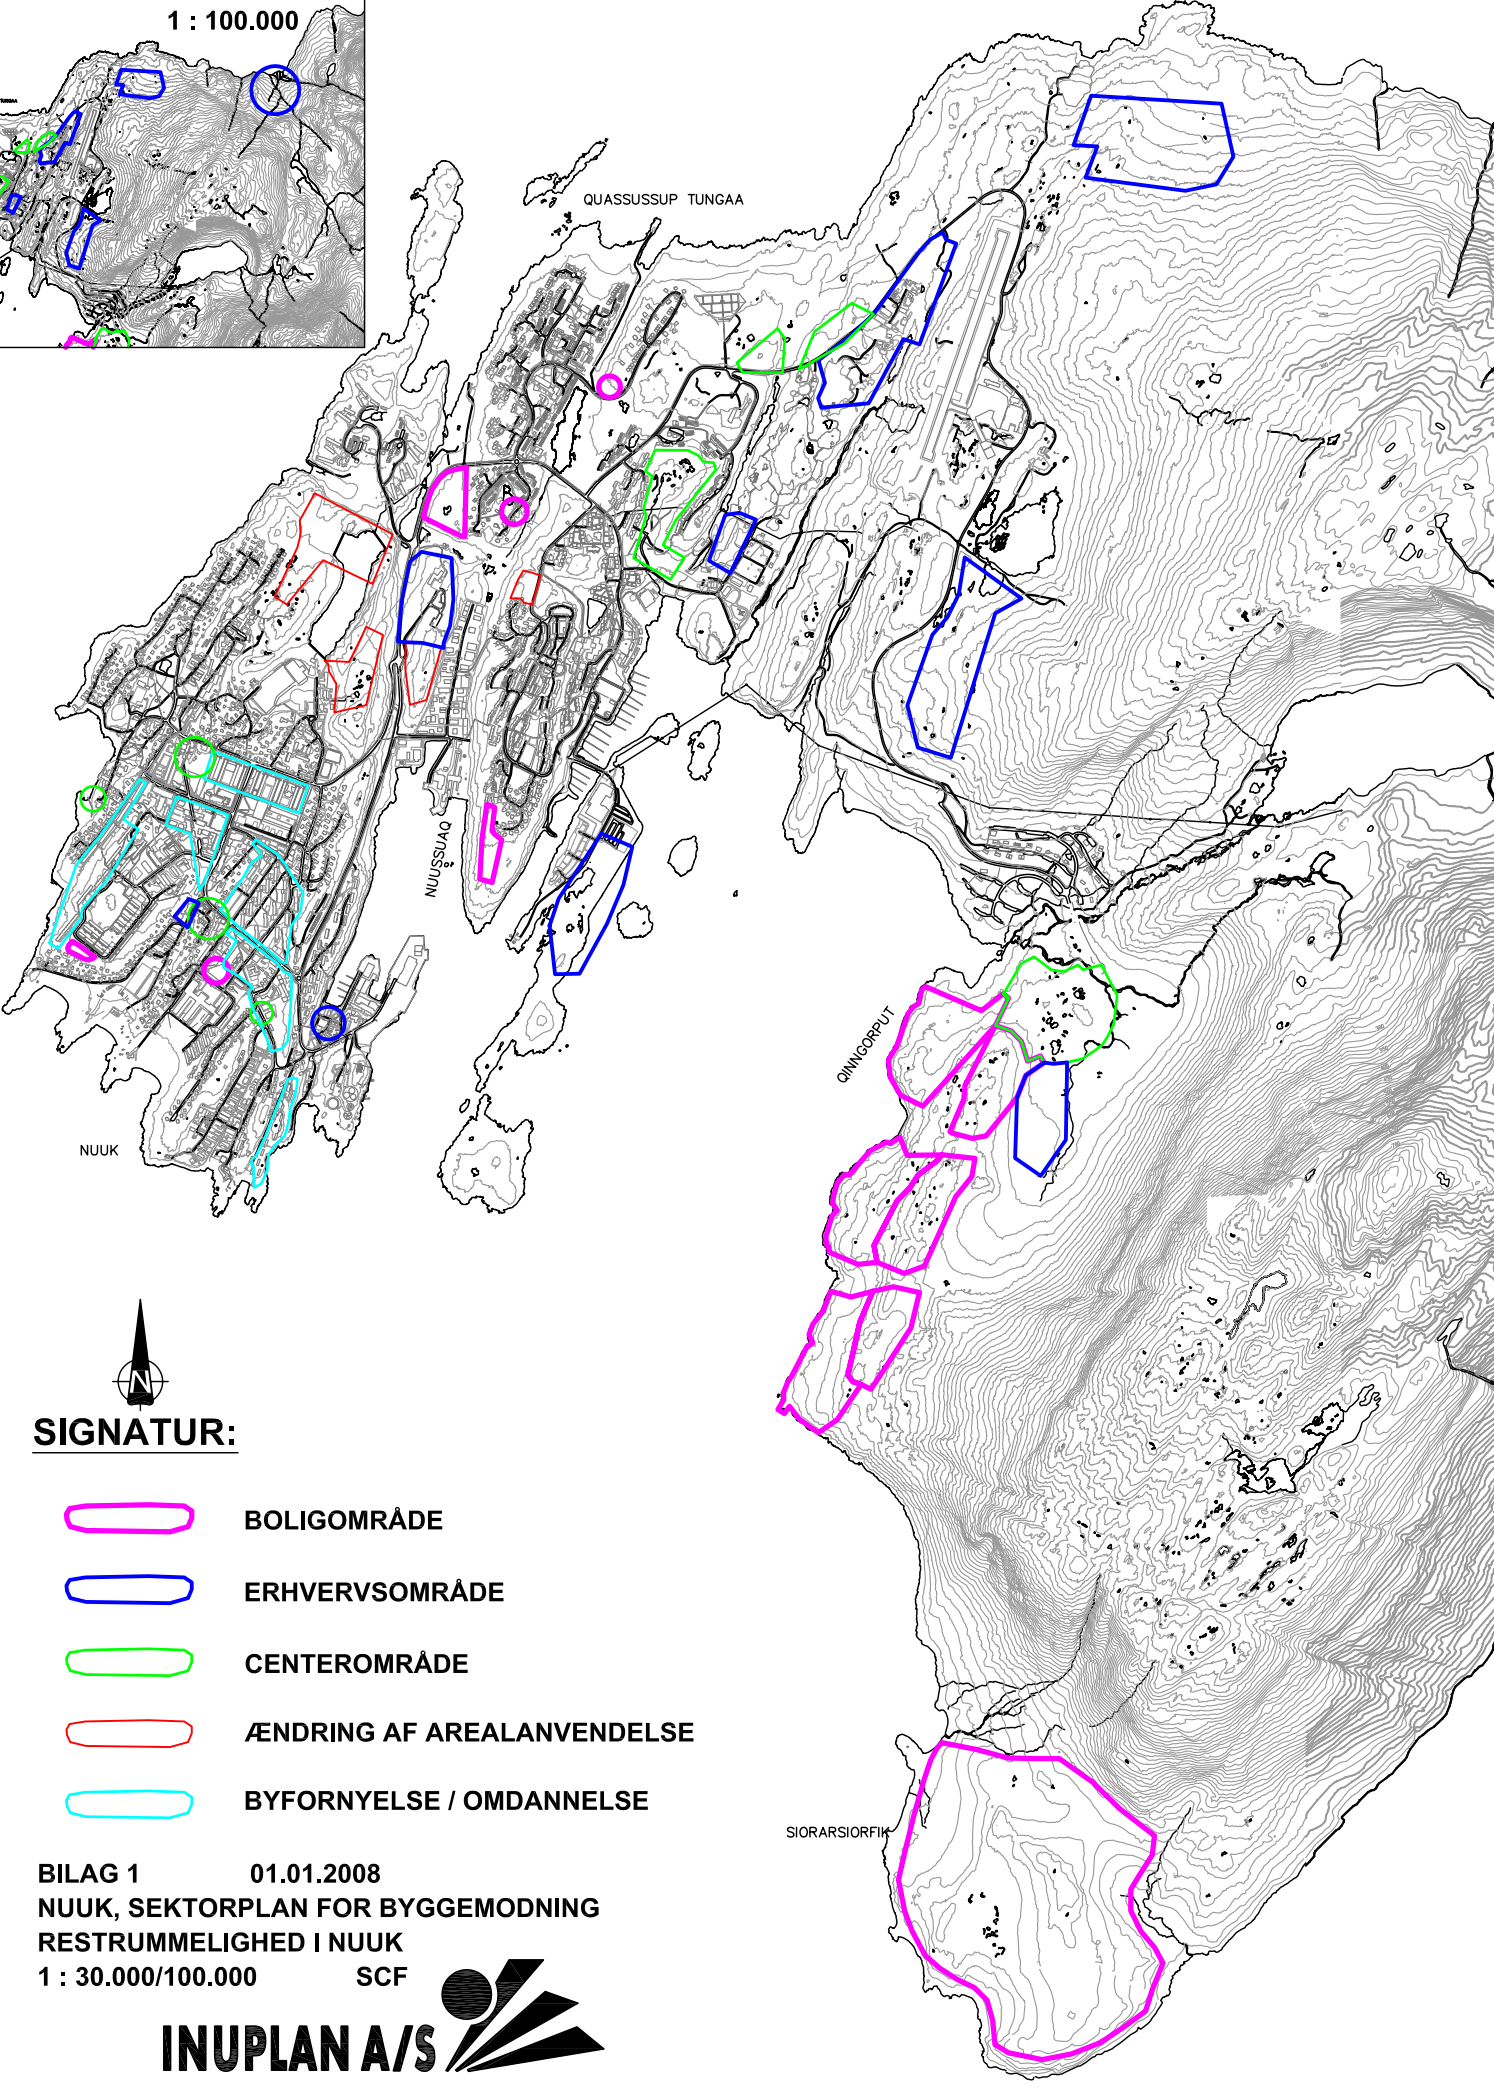 1 : 100.000
QUASSUSSUP TUNGAA
NUUSSUAQ
QINNGORPUT
NUUK
N
SIGNATUR:
BOLIGOMRÅDE
ERHVERVSOMRÅDE
CENTEROMRÅDE
ÆNDRING AF AREALANVENDELSE
BYFORNYELSE / OMDANNELSE
SIORARSIORFIK
BILAG 1 01.01.2008
NUUK, SEKTORPLAN FOR BYGGEMODNING
RESTRUMMELIGHED I NUUK
1 : 30.000/100.000 SCF
INUPLAN A/S